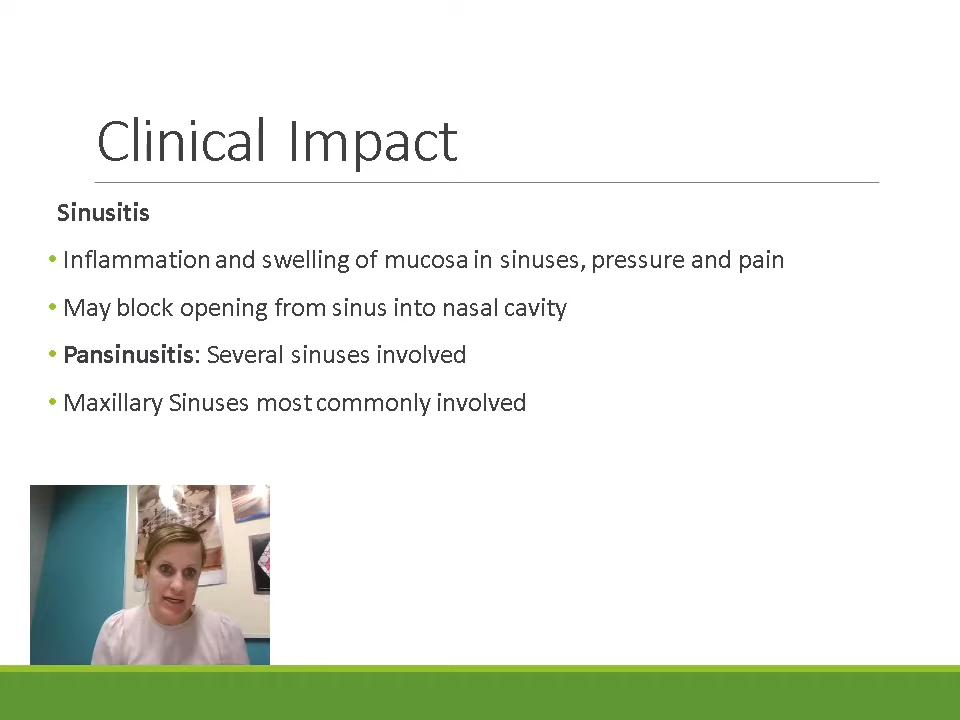 Clinical Impact
Sinusitis
• Inflammation and swelling of mucosa in sinuses, pressure and pain
• May block opening from sinus into nasal cavity
• Pansinusitis: Several sinuses involved
• Maxillary Sinuses most commonly involved